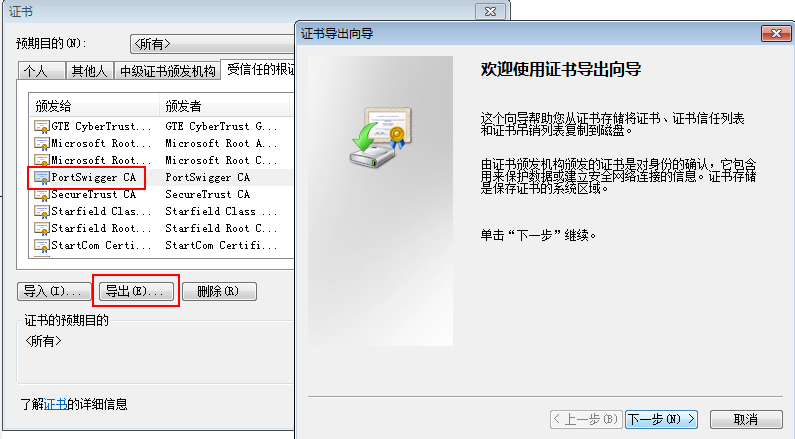 证书
预期目的(N):
<所有>
个人
其他人
中级证书颁发机构
受信任的根证
颁发给
颁发者
GTE CyberTrust...
GTE CyberTrust G...
Microsoft Root...
Microsoft Root A...
Microsoft Root...
Microsoft Root C...
PortSwigger CA
PortSwigger CA
SecureTrust CA
SecureTrust CA
Starfield Clas...
Starfield Class ...
Starfield Root...
Starfield Root C...
StartCom Certi...
StartCom Certifi...
导入(I)...
导出(E)...
删除(R)
证书的预期目的
<所有>
了解证书的详细信息
证书导出向导
欢迎使用证书导出向导
这个向导帮助您从证书存储将证书、证书信任列表
和证书吊销列表复制到磁盘。
由证书颁发机构颁发的证书是对身份的确认，它包含
用来保护数据或建立安全网络连接的信息。证书存储
是保存证书的系统区域。
单击“下一步”继续。
< 上一步(B)
下一步(N) >
取消